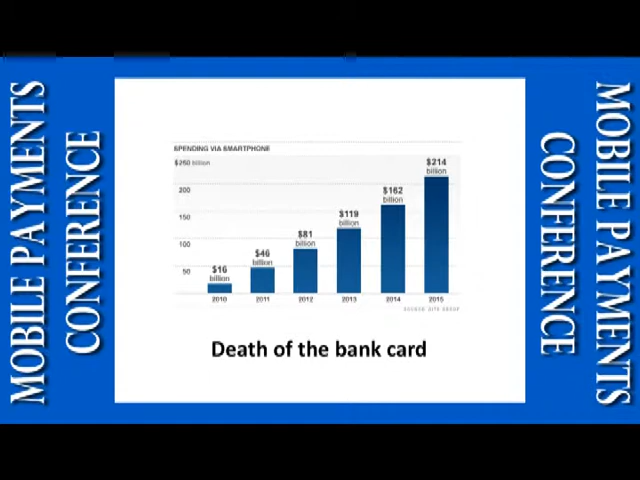 MOBILE PAYMENTS
CONFERENCE
SPENDING VIA SMARTPHONE
$250 billion
200
150
100
50
$16
billion
$46
billion
$81
billion
$119
billion
$162
billion
$214
billion
2010
2011
2012
2013
2014
2015
Death of the bank card
MOBILE PAYMENTS
CONFERENCE